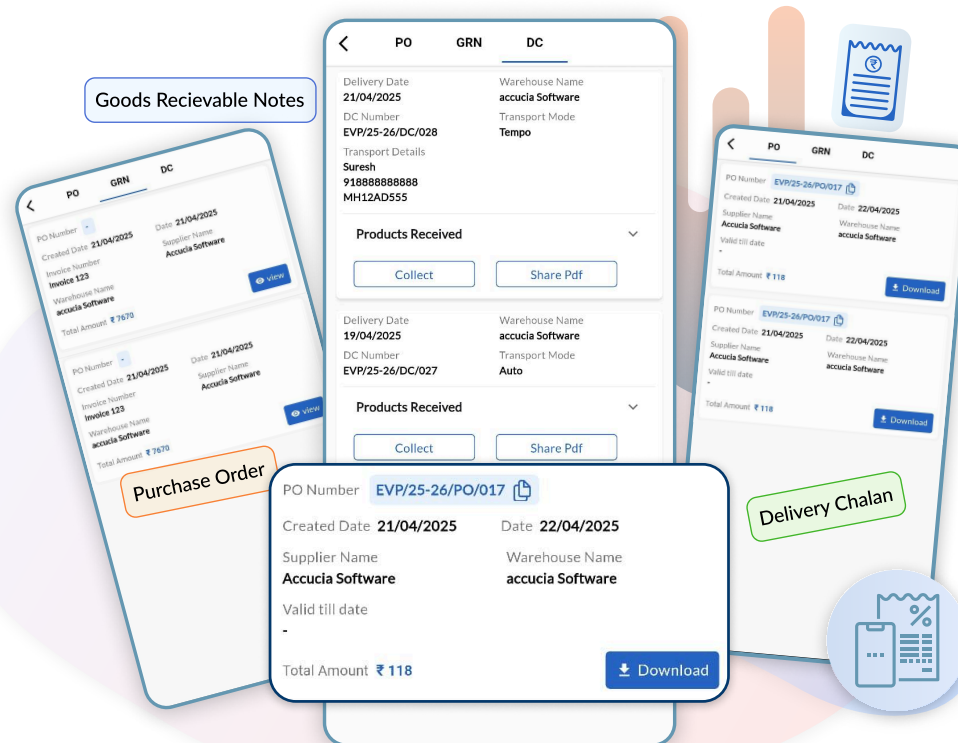 Goods Recievable Notes
PO GRN DC
PO Number -
Created Date 21/04/2025 Date 21/04/2025
Invoice Number Supplier Name
Invoice 123 Accucia Software
Warehouse Name
accucia Software
view
Total Amount ₹ 7670
PO Number -
Created Date 21/04/2025 Date 21/04/2025
Invoice Number Supplier Name
Invoice 123 Accucia Software
Warehouse Name
accucia Software
view
Total Amount ₹ 7670
Purchase Order
PO GRN DC
Delivery Date Warehouse Name
21/04/2025 accucia Software
DC Number Transport Mode
EVP/25-26/DC/028 Tempo
Transport Details
Suresh
918888888888
MH12AD555
Products Received
Collect Share Pdf
Delivery Date Warehouse Name
19/04/2025 accucia Software
DC Number Transport Mode
EVP/25-26/DC/027 Auto
Products Received
Collect Share Pdf
PO Number EVP/25-26/PO/017
Created Date 21/04/2025 Date 22/04/2025
Supplier Name Warehouse Name
Accucia Software accucia Software
Valid till date
-
Total Amount ₹ 118 Download
₹
PO GRN DC
PO Number EVP/25-26/PO/017
Created Date 21/04/2025 Date 22/04/2025
Supplier Name Warehouse Name
Accucia Software accucia Software
Valid till date
-
Total Amount ₹ 118 Download
PO Number EVP/25-26/PO/017
Created Date 21/04/2025 Date 22/04/2025
Supplier Name Warehouse Name
Accucia Software accucia Software
Valid till date
-
Total Amount ₹ 118 Download
Delivery Chalan
%